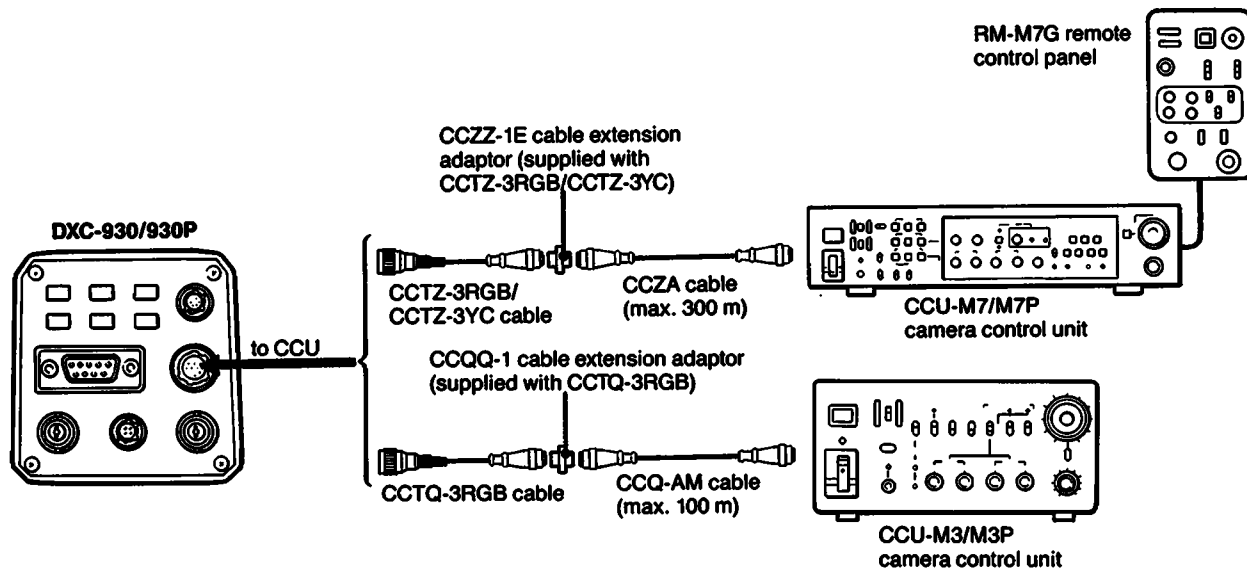 RM-M7G remote
control panel
CCZZ-1E cable extension
adaptor (supplied with
CCTZ-3RGB/CCTZ-3YC)
DXC-930/930P
CCTZ-3RGB/
CCTZ-3YC cable
CCZA cable
(max. 300 m)
CCU-M7/M7P
camera control unit
to CCU
CCQQ-1 cable extension adaptor
(supplied with CCTQ-3RGB)
CCTQ-3RGB cable
CCQ-AM cable
(max. 100 m)
CCU-M3/M3P
camera control unit